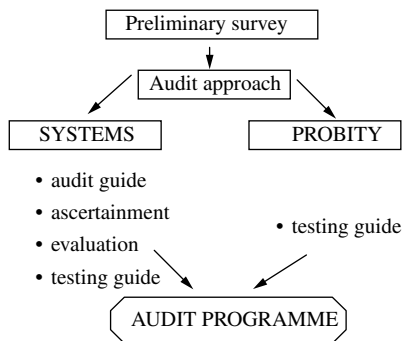 Preliminary survey
Audit approach
SYSTEMS
PROBITY
• audit guide
• ascertainment
• evaluation
• testing guide
• testing guide
AUDIT PROGRAMME